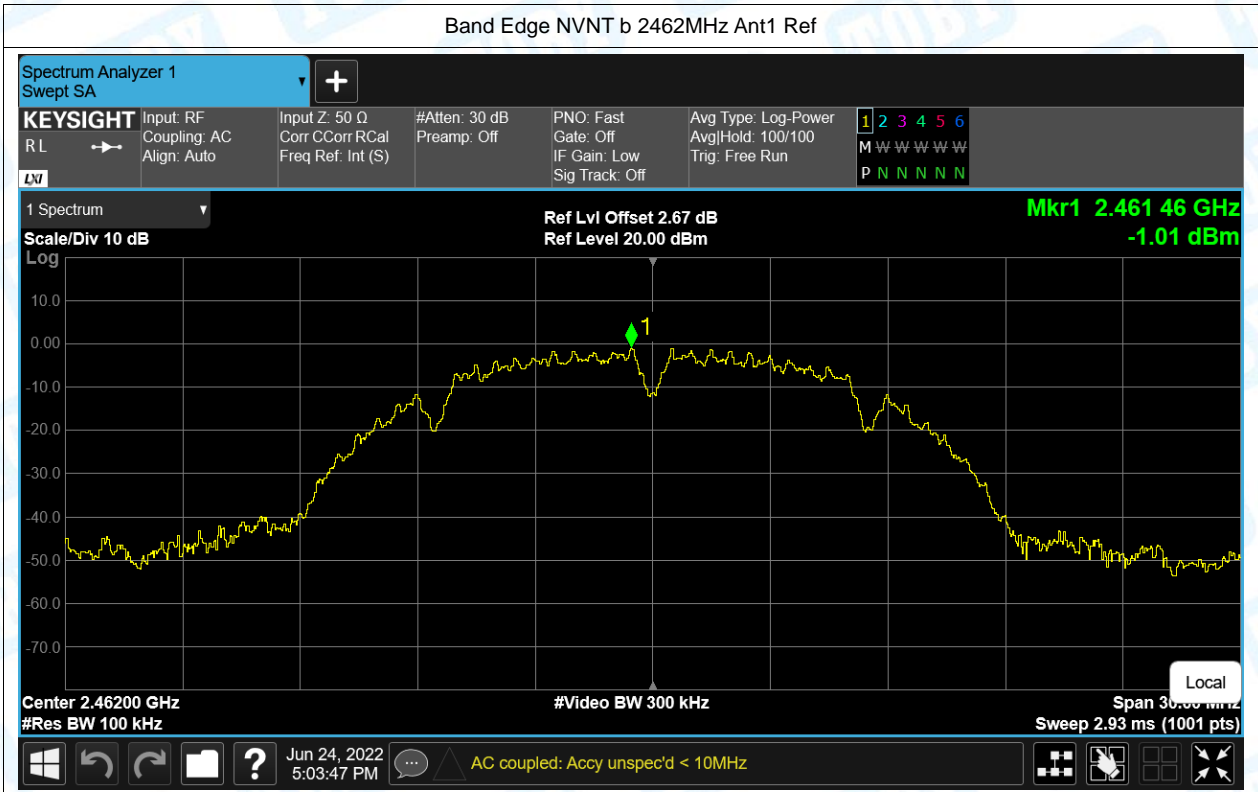 Band Edge NVNT b 2462MHz Ant1 Ref
Spectrum Analyzer 1
Swept SA
KEYSIGHT
RL
LXI
Input: RF
Coupling: AC
Align: Auto
Input Z: 50 Ω
Corr CCorr RCal
Freq Ref: Int (S)
#Atten: 30 dB
Preamp: Off
PNO: Fast
Gate: Off
IF Gain: Low
Sig Track: Off
Avg Type: Log-Power
Avg|Hold: 100/100
Trig: Free Run
1 2 3 4 5 6
M W W W W W
P N N N N N
1 Spectrum
Scale/Div 10 dB
Log
Ref Lvl Offset 2.67 dB
Ref Level 20.00 dBm
Mkr1 2.461 46 GHz
-1.01 dBm
10.0
0.00
-10.0
-20.0
-30.0
-40.0
-50.0
-60.0
-70.0
1
Local
Center 2.46200 GHz
#Res BW 100 kHz
#Video BW 300 kHz
Span 30.00 MHz
Sweep 2.93 ms (1001 pts)
?
Jun 24, 2022
5:03:47 PM
AC coupled: Accy unspec'd < 10MHz